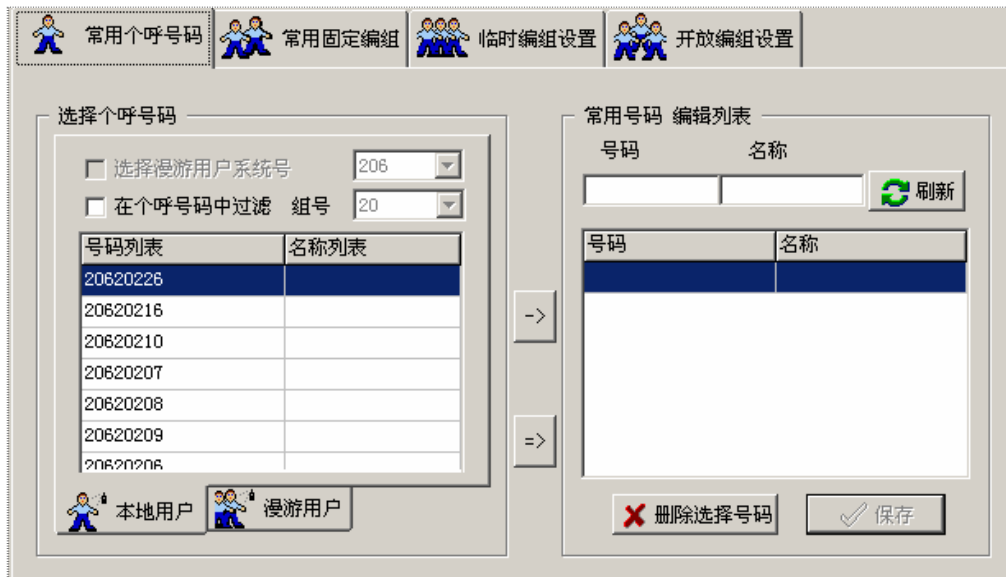 常用个呼号码 常用固定编组 临时编组设置 开放编组设置
选择个呼号码
选择漫游用户系统号 206
在个呼号码中过滤 组号 20
号码列表 名称列表
20620226
20620216
20620210
20620207
20620208
20620209
20620206
本地用户 漫游用户
->
=>
常用号码 编辑列表
号码 名称
刷新
号码 名称
删除选择号码 保存